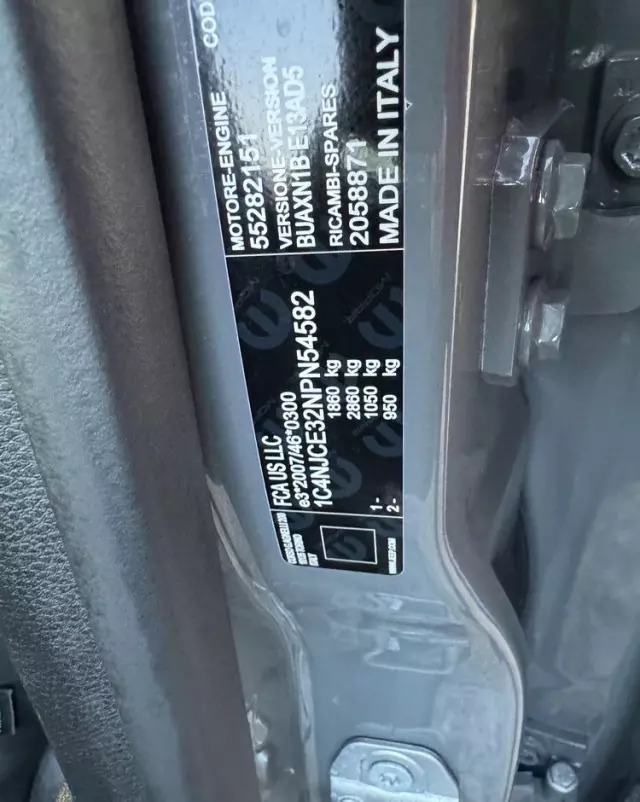 FCA US LLC
e3*2007/46*0300
1C4NJCE32NPN54582
1860 kg
2860 kg
1- 1050 kg
2- 950 kg
MOTORE-ENGINE
55282151
VERSIONE-VERSION
BUAXN1B E13AD5
RICAMBI-SPARES
2058871
MADE IN ITALY
COD